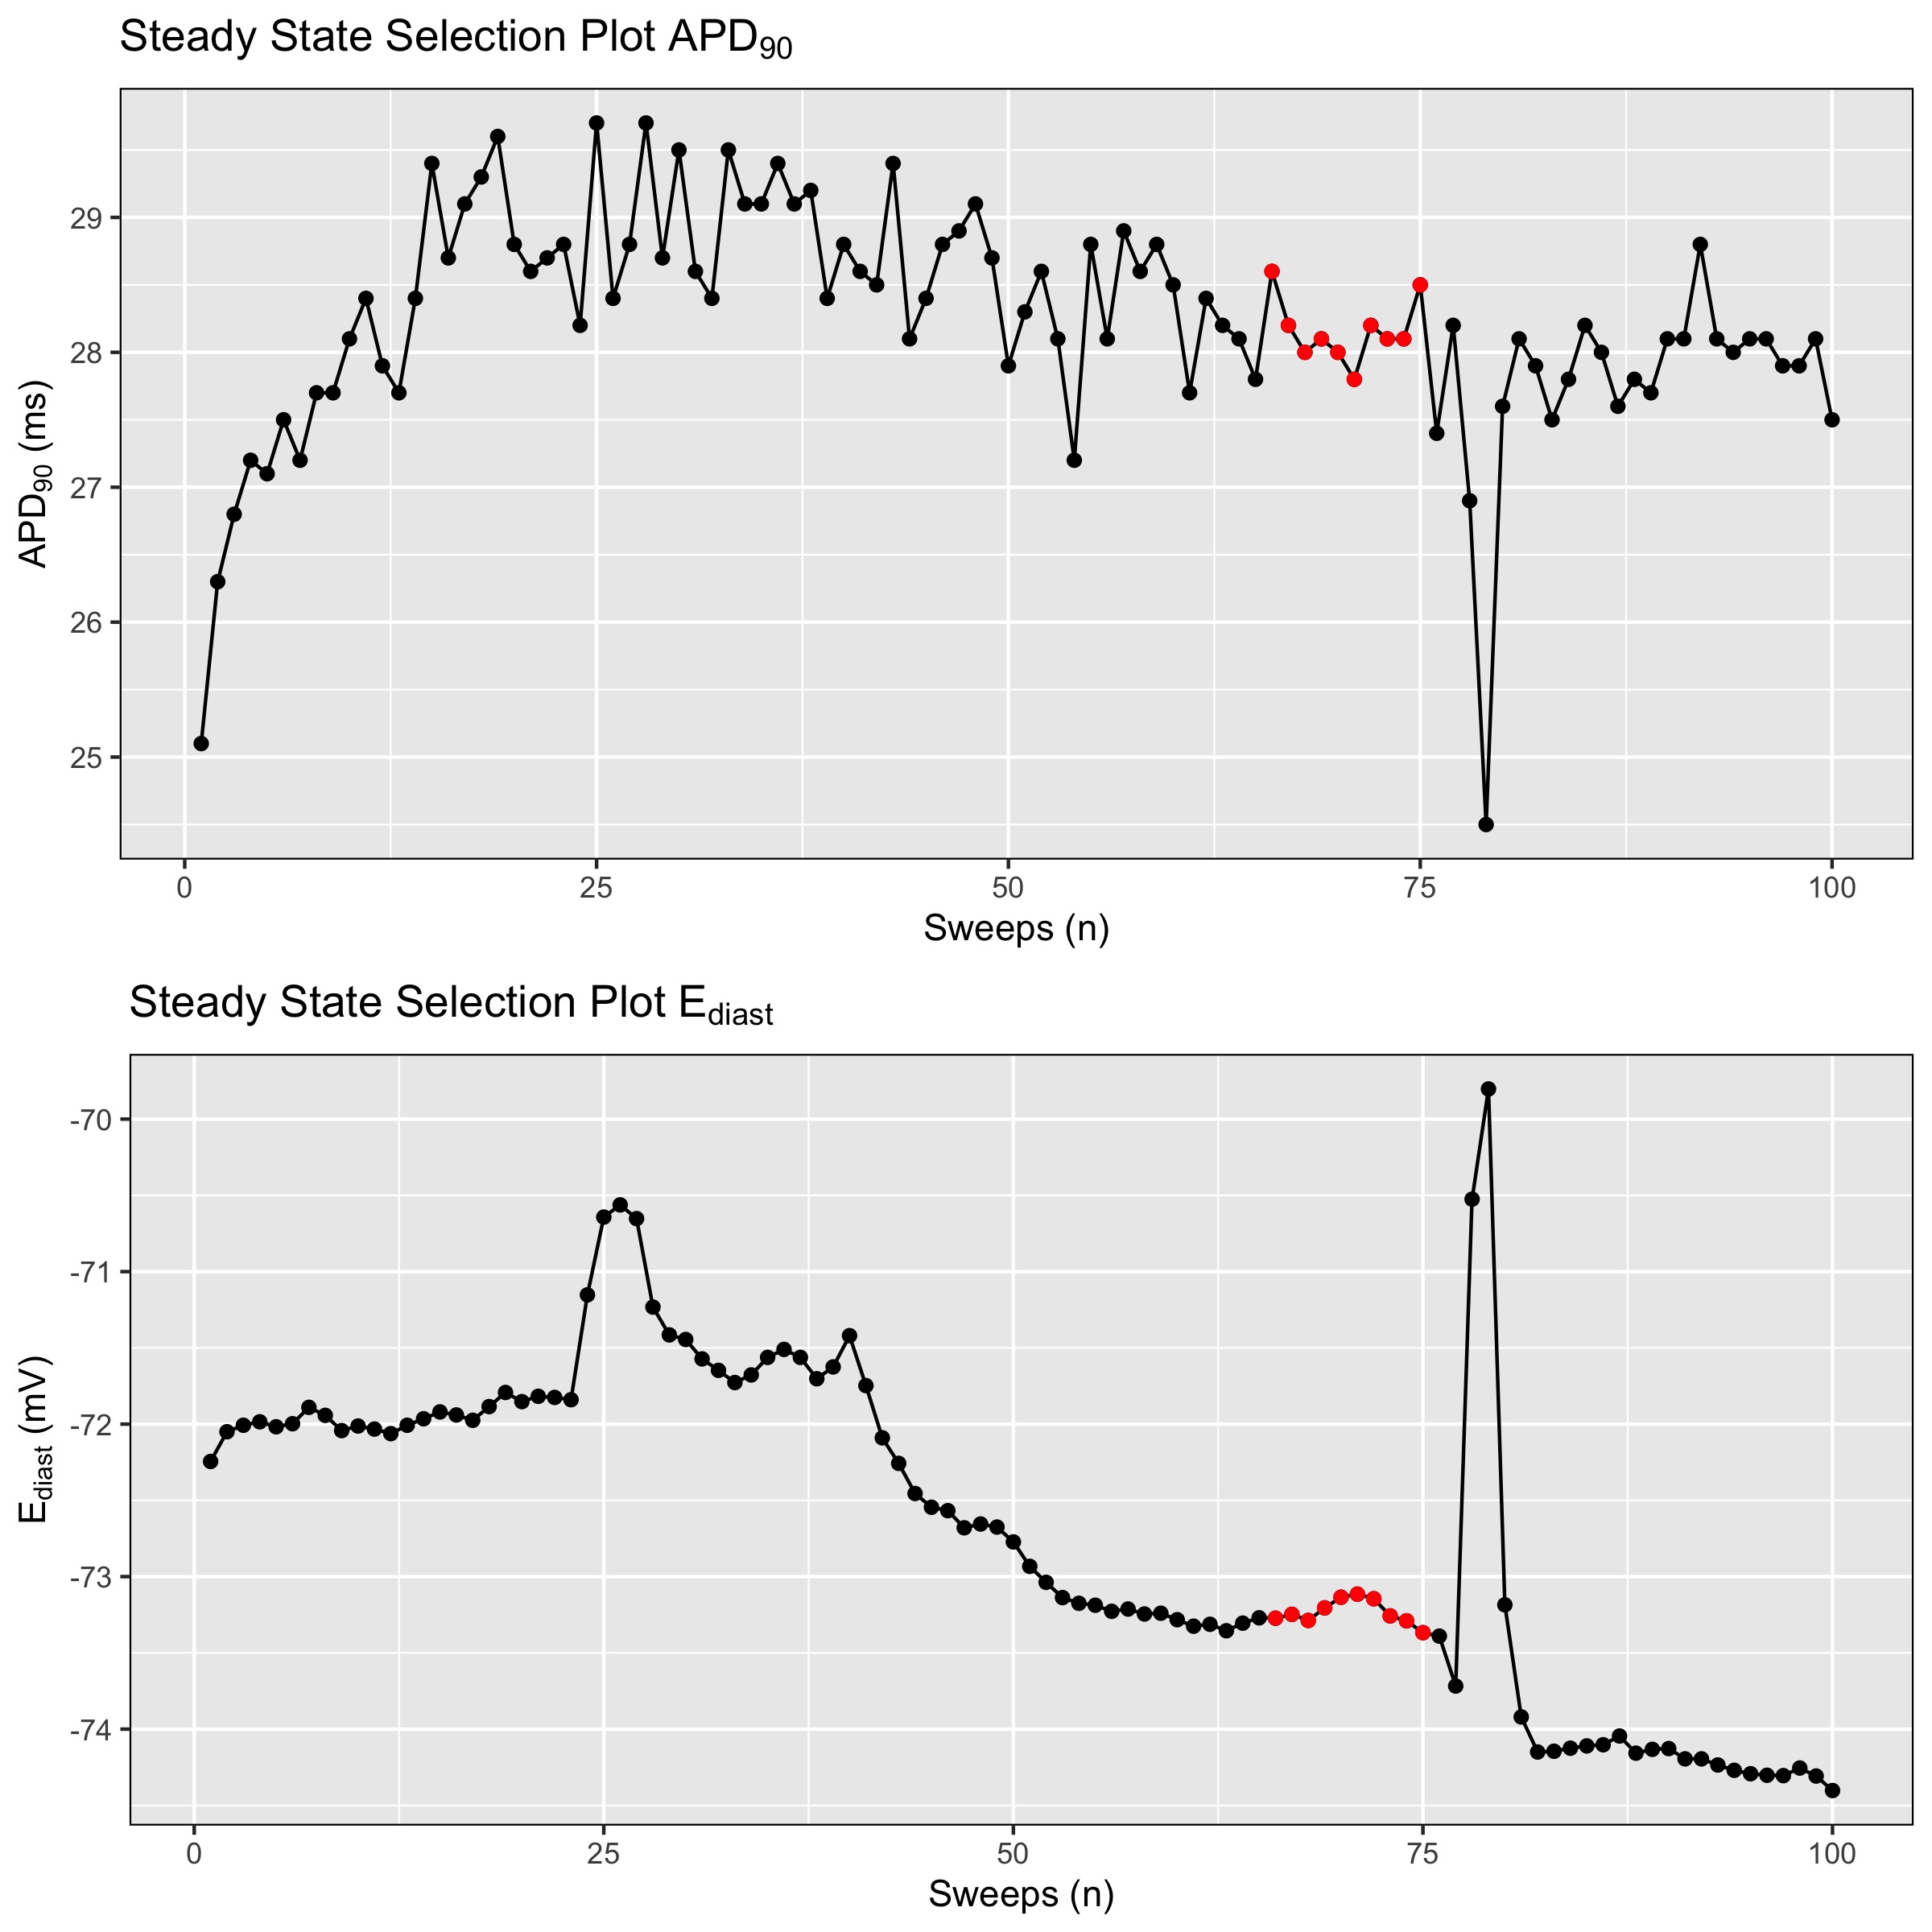 Steady State Selection Plot APD90
APD90 (ms)
29
28
27
26
25
0 25 50 75 100
Sweeps (n)
Steady State Selection Plot Ediast
Ediast (mV)
-70
-71
-72
-73
-74
0 25 50 75 100
Sweeps (n)